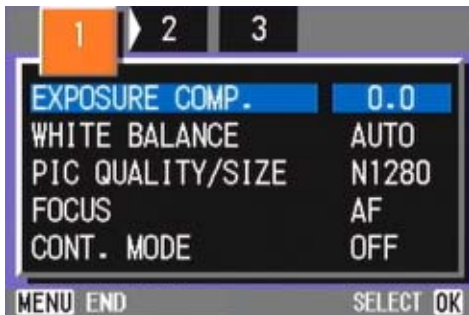 1 2 3
EXPOSURE COMP. 0.0
WHITE BALANCE AUTO
PIC QUALITY/SIZE N1280
FOCUS AF
CONT. MODE OFF
MENU END SELECT OK